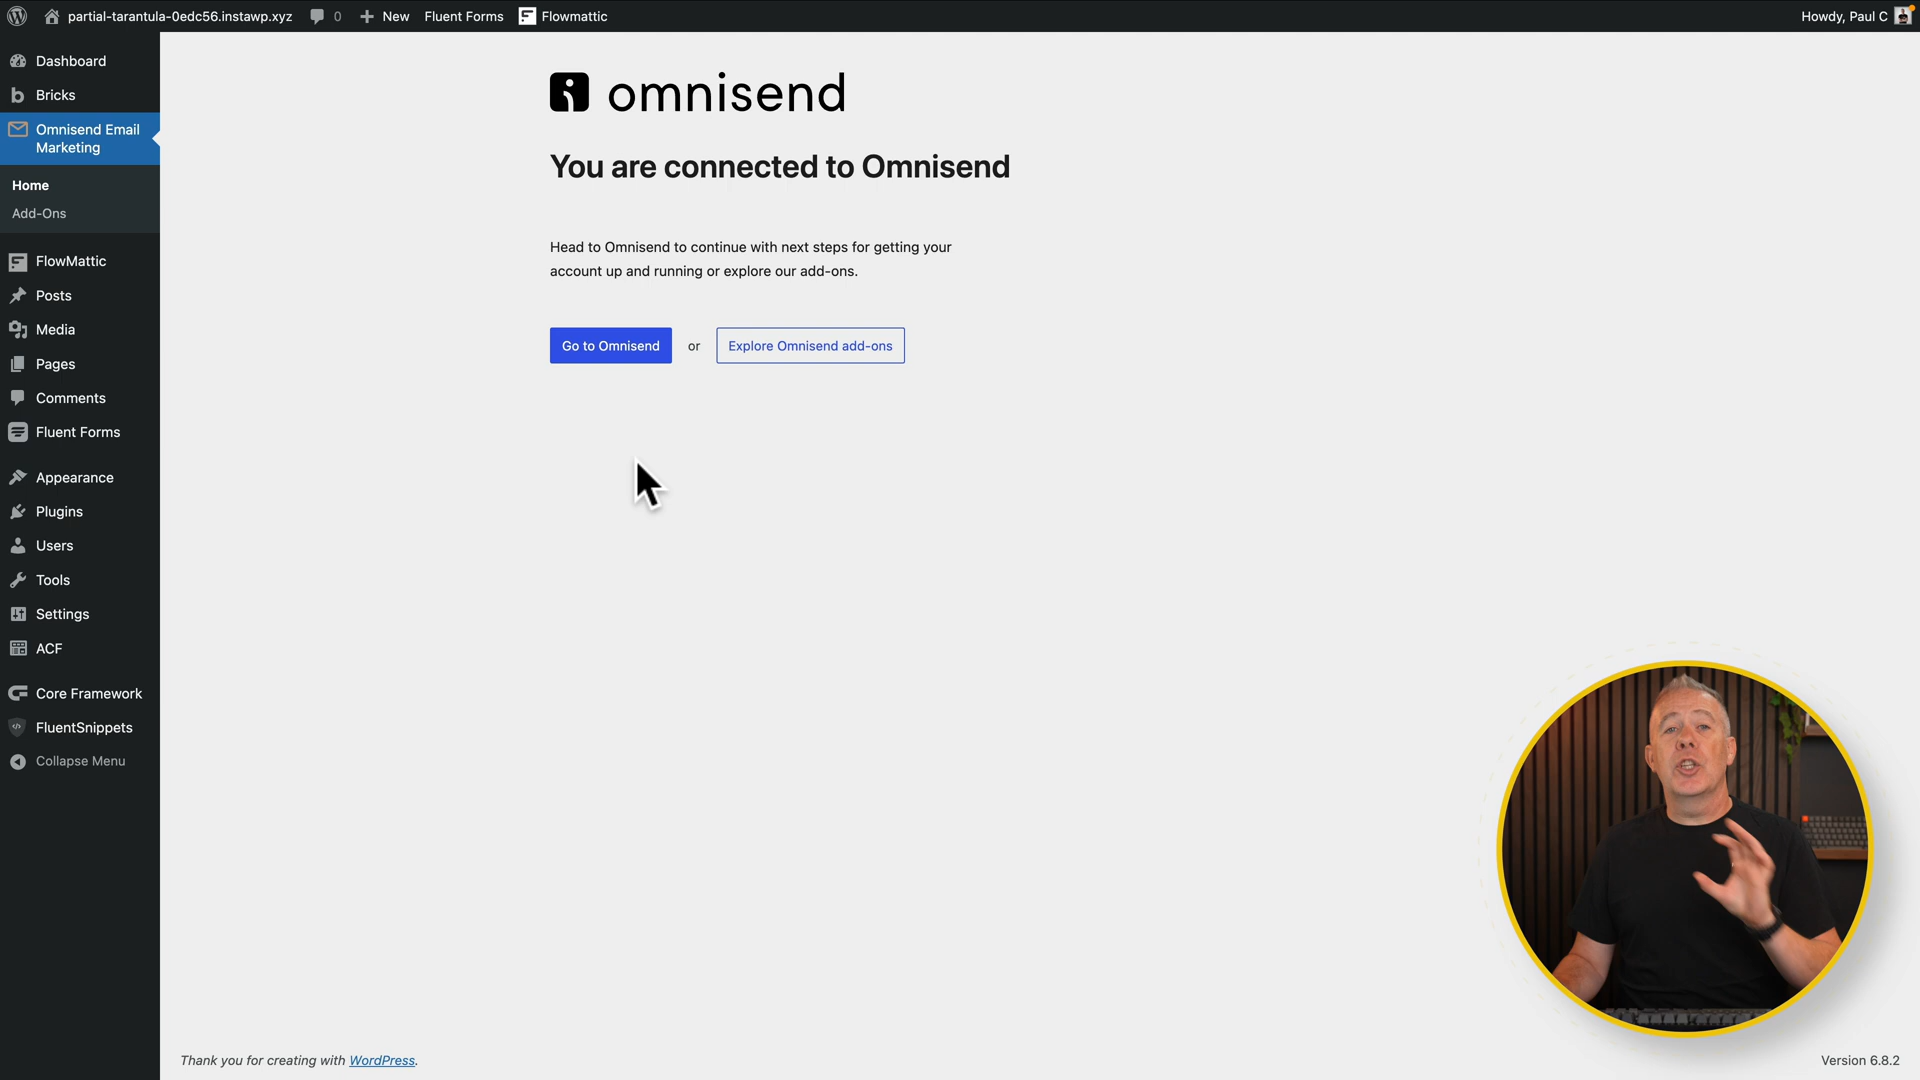 partial-tarantula-0edc56.instawp.xyz 0 New Fluent Forms Flowmattic Howdy, Paul C
Dashboard
Bricks
Omnisend Email
Marketing
Home
Add-Ons
FlowMattic
Posts
Media
Pages
Comments
Fluent Forms
Appearance
Plugins
Users
Tools
Settings
ACF
Core Framework
FluentSnippets
Collapse Menu
omnisend
You are connected to Omnisend
Head to Omnisend to continue with next steps for getting your
account up and running or explore our add-ons.
Go to Omnisend or Explore Omnisend add-ons
Thank you for creating with WordPress.
Version 6.8.2